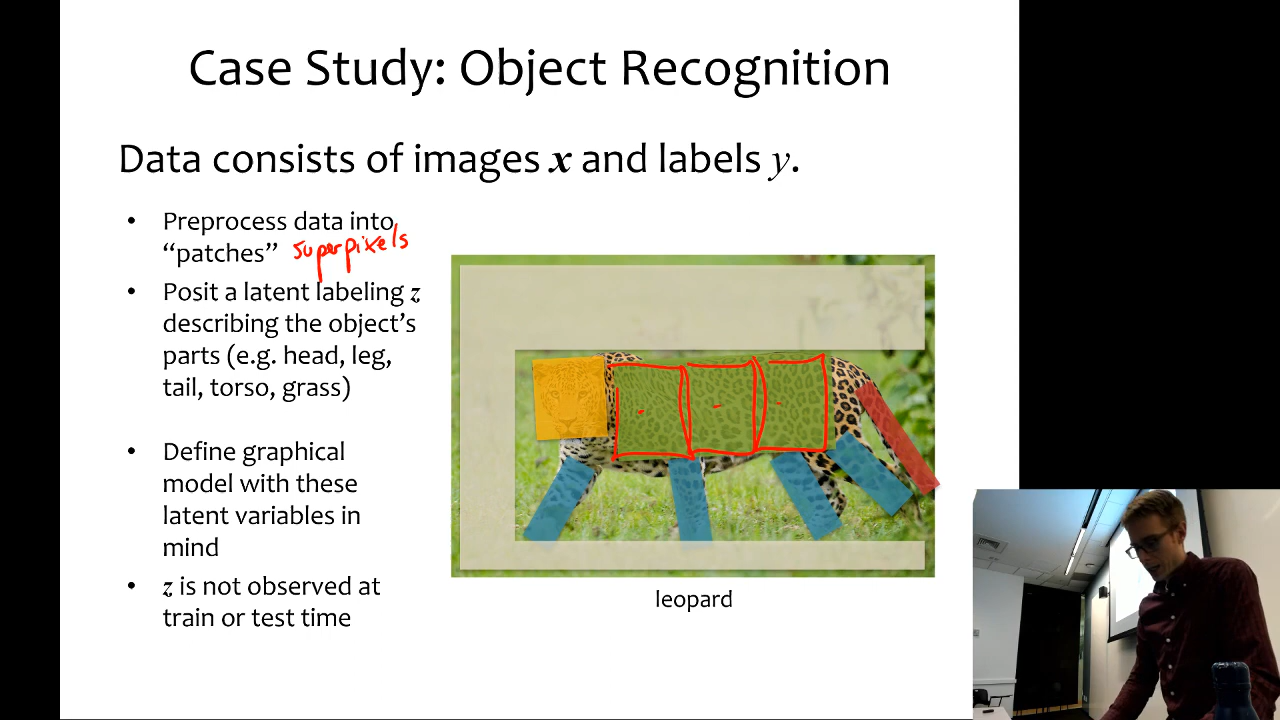 Case Study: Object Recognition
Data consists of images x and labels y.
• Preprocess data into
“patches” superpixels
• Posit a latent labeling z
describing the object’s
parts (e.g. head, leg,
tail, torso, grass)
• Define graphical
model with these
latent variables in
mind
• z is not observed at
train or test time
leopard